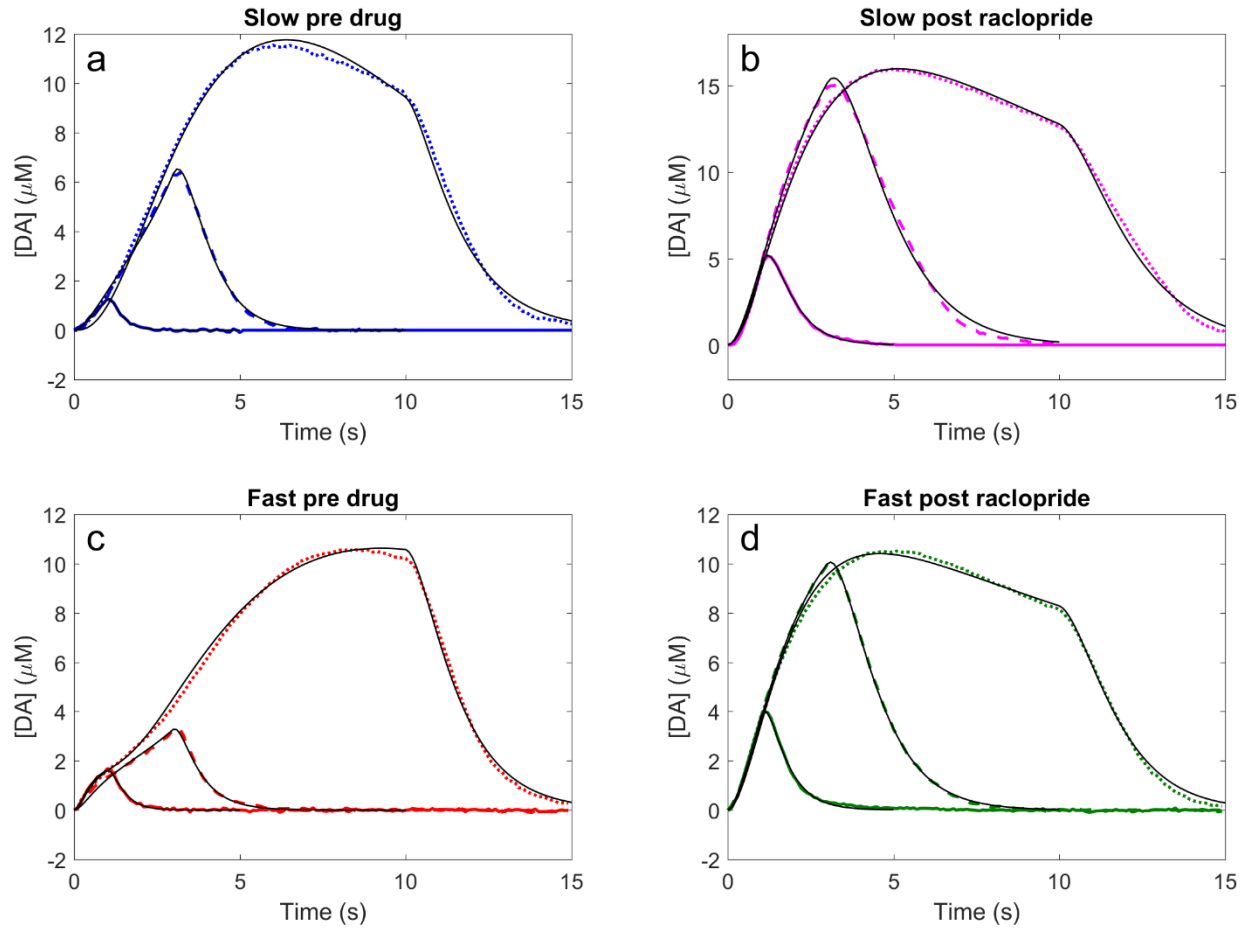 Slow pre drug
a
12
10
8
6
4
2
0
-2
[DA] (μM)
0 5 10 15
Time (s)
Slow post raclopride
b
15
10
5
0
[DA] (μM)
0 5 10 15
Time (s)
Fast pre drug
c
12
10
8
6
4
2
0
-2
[DA] (μM)
0 5 10 15
Time (s)
Fast post raclopride
d
12
10
8
6
4
2
0
-2
[DA] (μM)
0 5 10 15
Time (s)